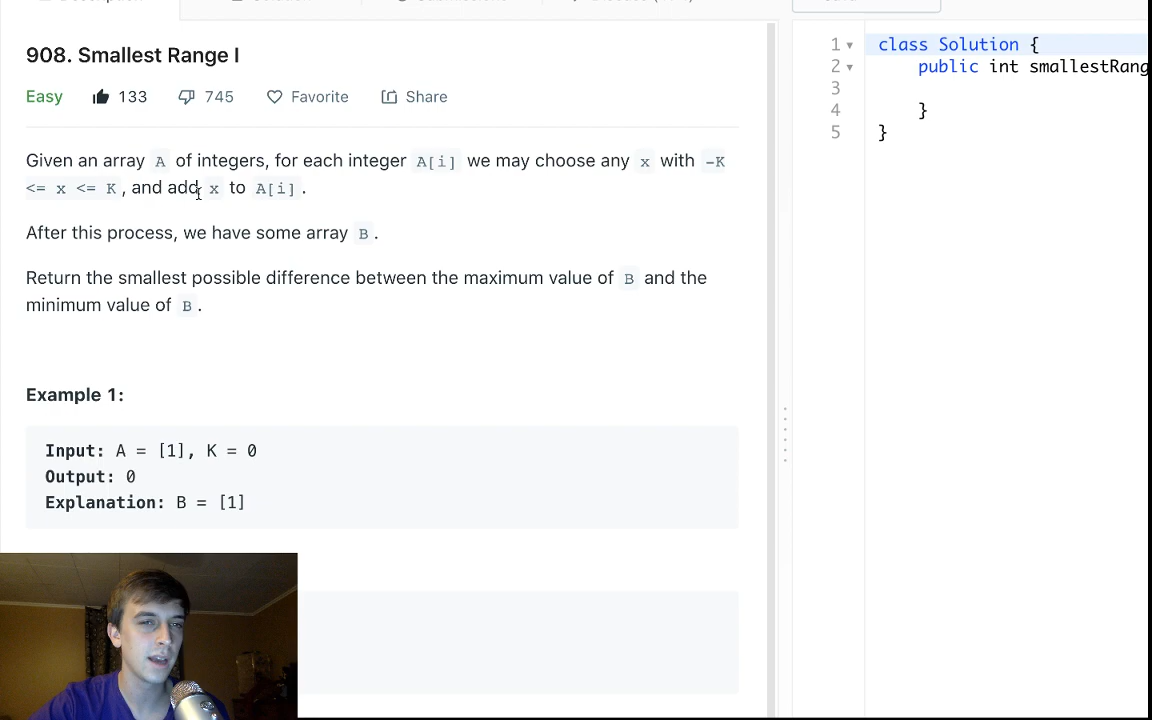 908. Smallest Range I
Easy 133 745 Favorite Share
Given an array A of integers, for each integer A[i] we may choose any x with -K
<= x <= K, and add x to A[i].
After this process, we have some array B.
Return the smallest possible difference between the maximum value of B and the
minimum value of B.
Example 1:
Input: A = [1], K = 0
Output: 0
Explanation: B = [1]
1 class Solution {
2 public int smallestRang
3
4 }
5 }